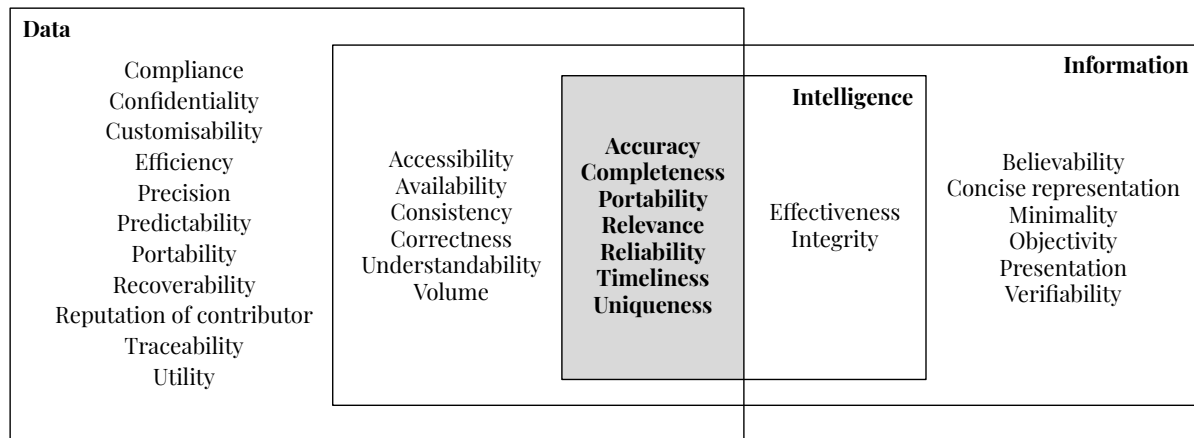 Data
Information
Intelligence
Compliance
Confidentiality
Customisability
Efficiency
Precision
Predictability
Portability
Recoverability
Reputation of contributor
Traceability
Utility
Accessibility
Availability
Consistency
Correctness
Understandability
Volume
Accuracy
Completeness
Portability
Relevance
Reliability
Timeliness
Uniqueness
Effectiveness
Integrity
Believability
Concise representation
Minimality
Objectivity
Presentation
Verifiability